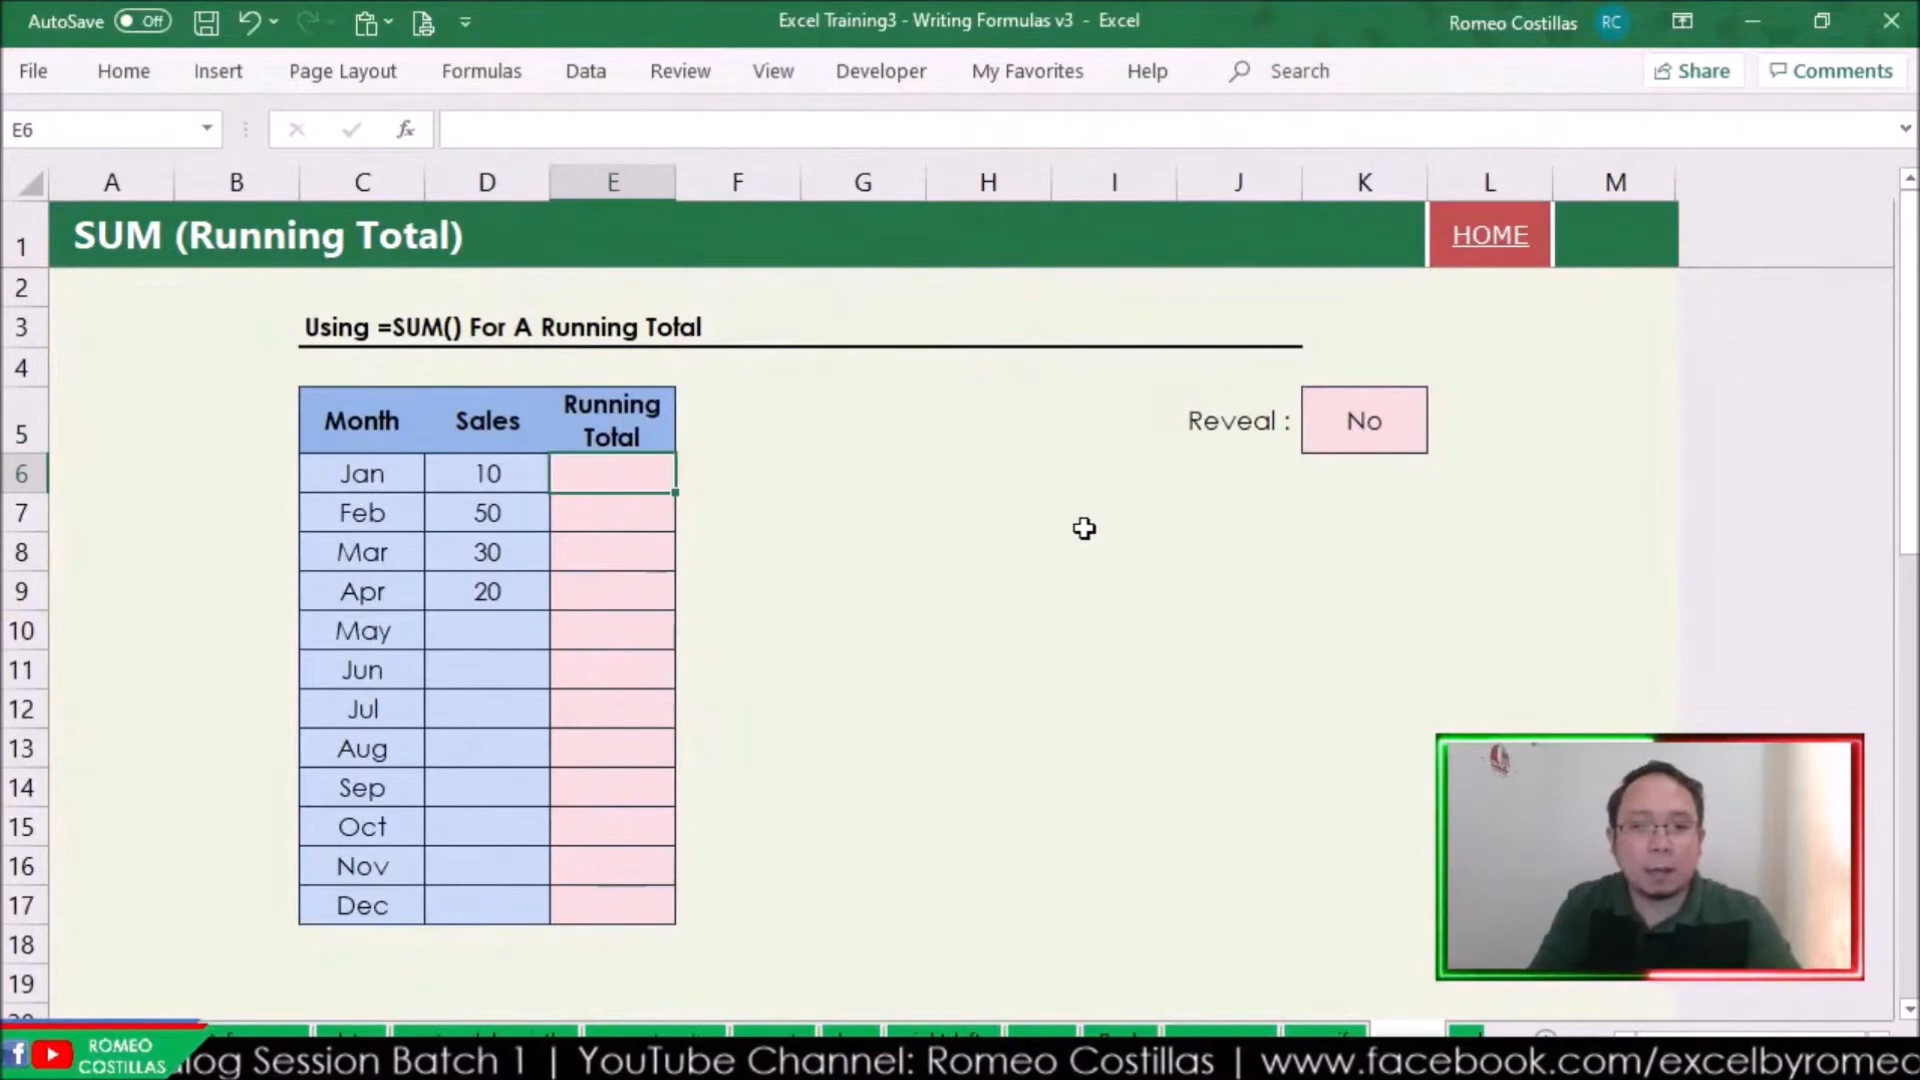 AutoSave Off
Excel Training3 - Writing Formulas v3 - Excel
Romeo Costillas RC
File Home Insert Page Layout Formulas Data Review View Developer My Favorites Help Search Share Comments
E6 fx
A B C D E F G H I J K L M
1 SUM (Running Total) HOME
2
3 Using =SUM() For A Running Total
4
5 Month Sales Running Total Reveal : No
6 Jan 10
7 Feb 50
8 Mar 30
9 Apr 20
10 May
11 Jun
12 Jul
13 Aug
14 Sep
15 Oct
16 Nov
17 Dec
18
19
ROMEO
COSTILLAS
Session Batch 1 | YouTube Channel: Romeo Costillas | www.facebook.com/excelbyromeo